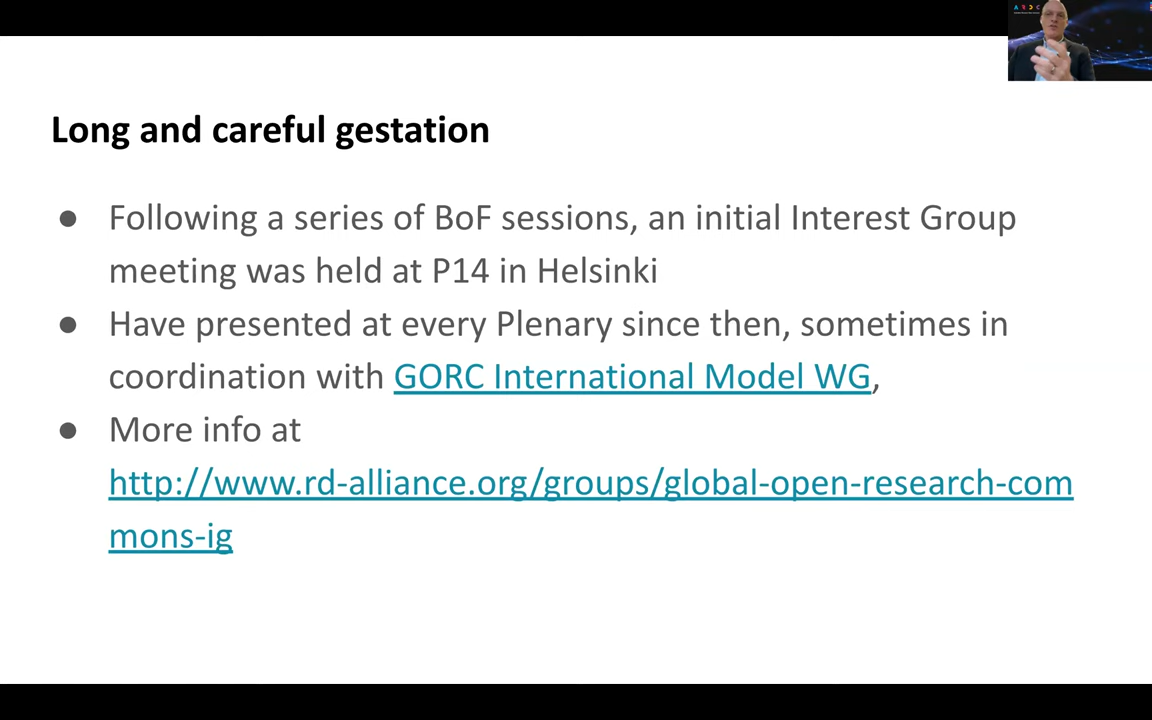 ARDC
Long and careful gestation
● Following a series of BoF sessions, an initial Interest Group
meeting was held at P14 in Helsinki
● Have presented at every Plenary since then, sometimes in
coordination with GORC International Model WG,
● More info at
http://www.rd-alliance.org/groups/global-open-research-com
mons-ig